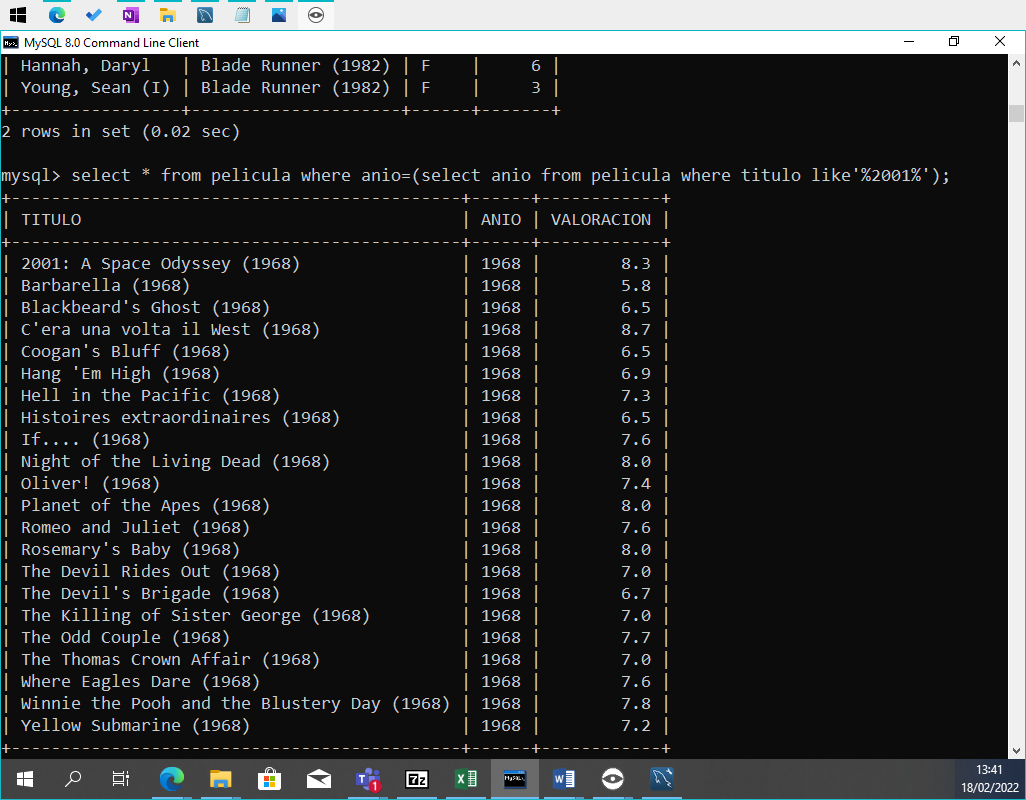 MySQL 8.0 Command Line Client
| Hannah, Daryl   | Blade Runner (1982) | F    |     6 |
| Young, Sean (I) | Blade Runner (1982) | F    |     3 |
+-----------------+---------------------+------+-------+
2 rows in set (0.02 sec)
mysql> select * from pelicula where anio=(select anio from pelicula where titulo like'%2001%');
+---------------------------------------------+------+------------+
| TITULO                                      | ANIO | VALORACION |
+---------------------------------------------+------+------------+
| 2001: A Space Odyssey (1968)                | 1968 |        8.3 |
| Barbarella (1968)                           | 1968 |        5.8 |
| Blackbeard's Ghost (1968)                   | 1968 |        6.5 |
| C'era una volta il West (1968)              | 1968 |        8.7 |
| Coogan's Bluff (1968)                       | 1968 |        6.5 |
| Hang 'Em High (1968)                        | 1968 |        6.9 |
| Hell in the Pacific (1968)                  | 1968 |        7.3 |
| Histoires extraordinaires (1968)            | 1968 |        6.5 |
| If.... (1968)                               | 1968 |        7.6 |
| Night of the Living Dead (1968)             | 1968 |        8.0 |
| Oliver! (1968)                              | 1968 |        7.4 |
| Planet of the Apes (1968)                   | 1968 |        8.0 |
| Romeo and Juliet (1968)                     | 1968 |        7.6 |
| Rosemary's Baby (1968)                      | 1968 |        8.0 |
| The Devil Rides Out (1968)                  | 1968 |        7.0 |
| The Devil's Brigade (1968)                  | 1968 |        6.7 |
| The Killing of Sister George (1968)         | 1968 |        7.0 |
| The Odd Couple (1968)                       | 1968 |        7.7 |
| The Thomas Crown Affair (1968)              | 1968 |        7.0 |
| Where Eagles Dare (1968)                    | 1968 |        7.6 |
| Winnie the Pooh and the Blustery Day (1968) | 1968 |        7.8 |
| Yellow Submarine (1968)                     | 1968 |        7.2 |
+---------------------------------------------+------+------------+
13:41
18/02/2022